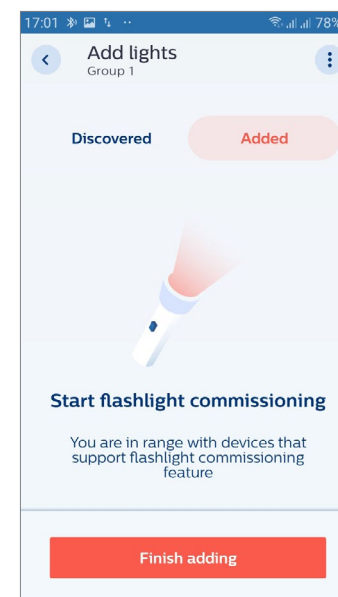 17:01 78%
Add lights
Group 1
Discovered Added
Start flashlight commissioning
You are in range with devices that
support flashlight commissioning
feature
Finish adding